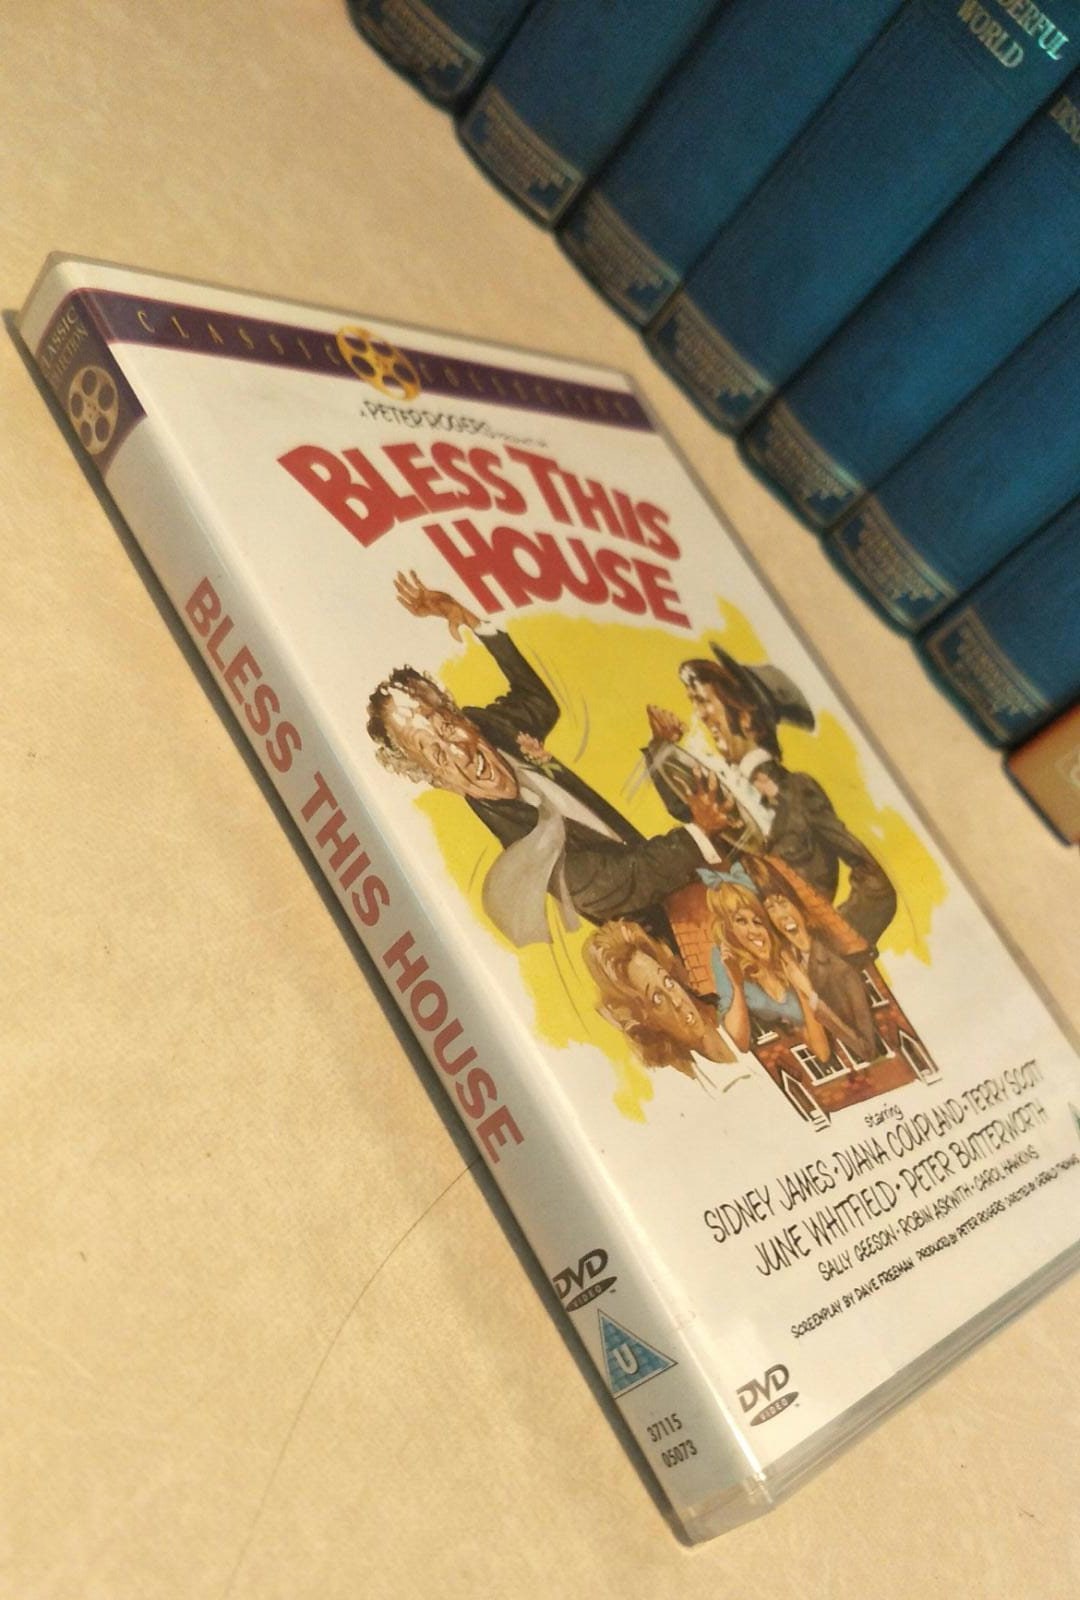 DERFUL
WORLD
CLASSIC COLLECTION
A PETER ROGERS
BLESS THIS
HOUSE
starring
SIDNEY JAMES · DIANA COUPLAND · TERRY SCOTT
JUNE WHITFIELD · PETER BUTTERWORTH
SALLY GEESON · ROBIN ASKWITH · CAROL HAWKINS
SCREENPLAY BY DAVE FREEMAN PRODUCED BY PETER ROGERS DIRECTED BY GERALD THOMAS
DVD
VIDEO
BLESS THIS HOUSE
DVD
VIDEO
U
37115
05073